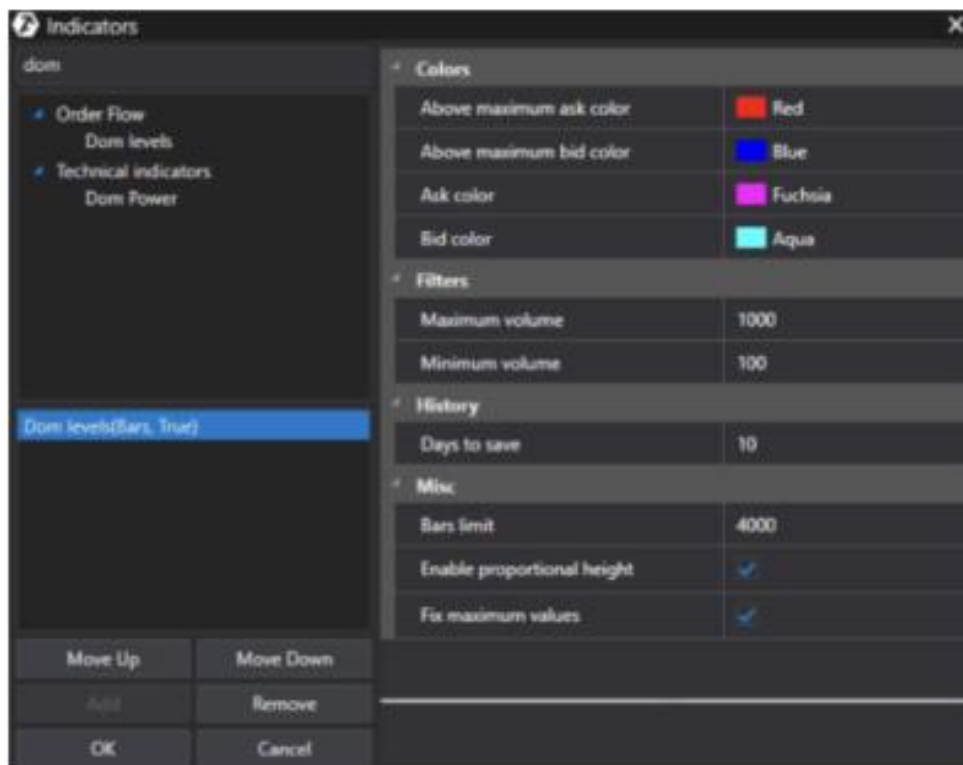 Indicators
dom
Order Flow
Dom levels
Technical indicators
Dom Power
Dom levels(Bars, True)
Move Up Move Down
Add Remove
OK Cancel
Colors
Above maximum ask color Red
Above maximum bid color Blue
Ask color Fuchsia
Bid color Aqua
Filters
Maximum volume 1000
Minimum volume 100
History
Days to save 10
Misc
Bars limit 4000
Enable proportional height
Fix maximum values